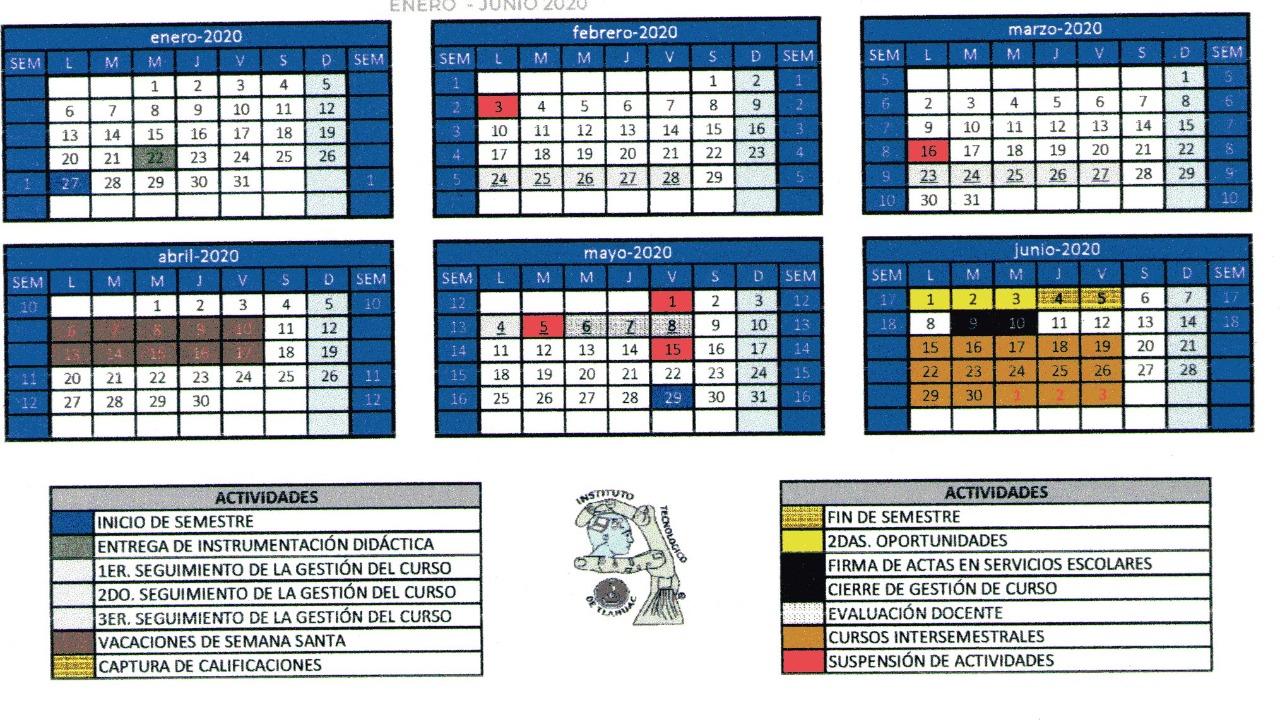 ENERO - JUNIO 2020
enero-2020
SEM L M M J V S D SEM
1 2 3 4 5
6 7 8 9 10 11 12
13 14 15 16 17 18 19
20 21 22 23 24 25 26
1 27 28 29 30 31 1
febrero-2020
SEM L M M J V S D SEM
1 1 2 1
2 3 4 5 6 7 8 9 2
3 10 11 12 13 14 15 16 3
4 17 18 19 20 21 22 23 4
5 24 25 26 27 28 29 5
marzo-2020
SEM L M M J V S D SEM
5 1 5
6 2 3 4 5 6 7 8 6
7 9 10 11 12 13 14 15 7
8 16 17 18 19 20 21 22 8
9 23 24 25 26 27 28 29 9
10 30 31 10
abril-2020
SEM L M M J V S D SEM
10 1 2 3 4 5 10
6 7 8 9 10 11 12
13 14 15 16 17 18 19
11 20 21 22 23 24 25 26 11
12 27 28 29 30 12
mayo-2020
SEM L M M J V S D SEM
12 1 2 3 12
13 4 5 6 7 8 9 10 13
14 11 12 13 14 15 16 17 14
15 18 19 20 21 22 23 24 15
16 25 26 27 28 29 30 31 16
junio-2020
SEM L M M J V S D SEM
17 1 2 3 4 5 6 7 17
18 8 9 10 11 12 13 14 18
15 16 17 18 19 20 21
22 23 24 25 26 27 28
29 30 1 2 3
ACTIVIDADES
INICIO DE SEMESTRE
ENTREGA DE INSTRUMENTACIÓN DIDÁCTICA
1ER. SEGUIMIENTO DE LA GESTIÓN DEL CURSO
2DO. SEGUIMIENTO DE LA GESTIÓN DEL CURSO
3ER. SEGUIMIENTO DE LA GESTIÓN DEL CURSO
VACACIONES DE SEMANA SANTA
CAPTURA DE CALIFICACIONES
INSTITUTO
TECNOLOGICO
DE TLAHUAC
ACTIVIDADES
FIN DE SEMESTRE
2DAS. OPORTUNIDADES
FIRMA DE ACTAS EN SERVICIOS ESCOLARES
CIERRE DE GESTIÓN DE CURSO
EVALUACIÓN DOCENTE
CURSOS INTERSEMESTRALES
SUSPENSIÓN DE ACTIVIDADES